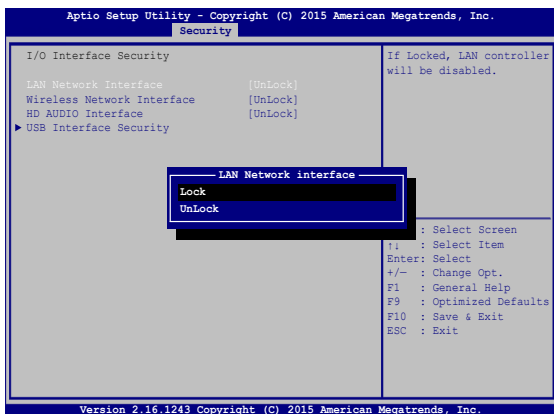 Aptio Setup Utility - Copyright (C) 2015 American Megatrends, Inc.
Security
I/O Interface Security
LAN Network Interface [UnLock]
Wireless Network Interface [UnLock]
HD AUDIO Interface [UnLock]
USB Interface Security
If Locked, LAN controller
will be disabled.
LAN Network interface
Lock
UnLock
: Select Screen
↑↓ : Select Item
Enter: Select
+/— : Change Opt.
F1 : General Help
F9 : Optimized Defaults
F10 : Save & Exit
ESC : Exit
Version 2.16.1243 Copyright (C) 2015 American Megatrends, Inc.